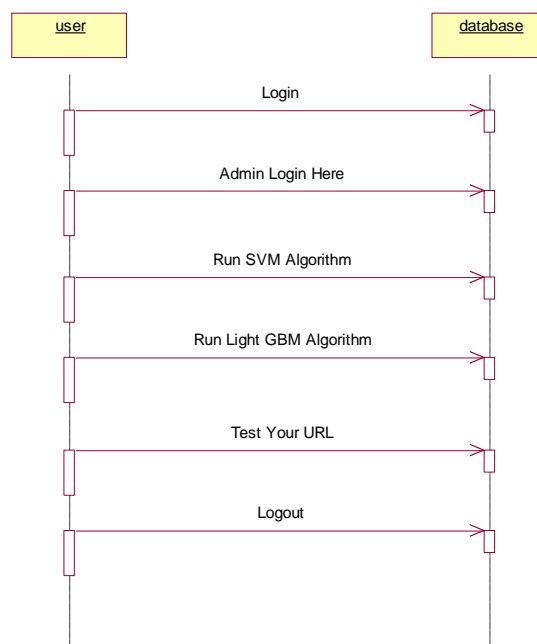 user
database
Login
Admin Login Here
Run SVM Algorithm
Run Light GBM Algorithm
Test Your URL
Logout